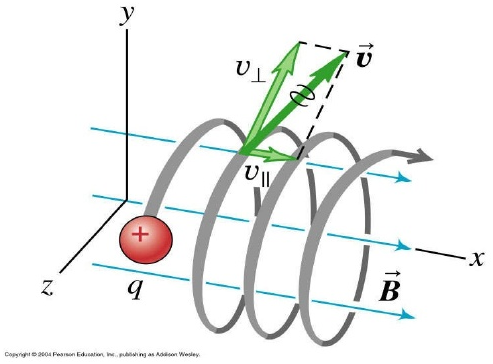 y
v⊥
v⃗
v∥
+
x
z
q
B⃗
Copyright © 2004 Pearson Education, Inc., publishing as Addison Wesley.